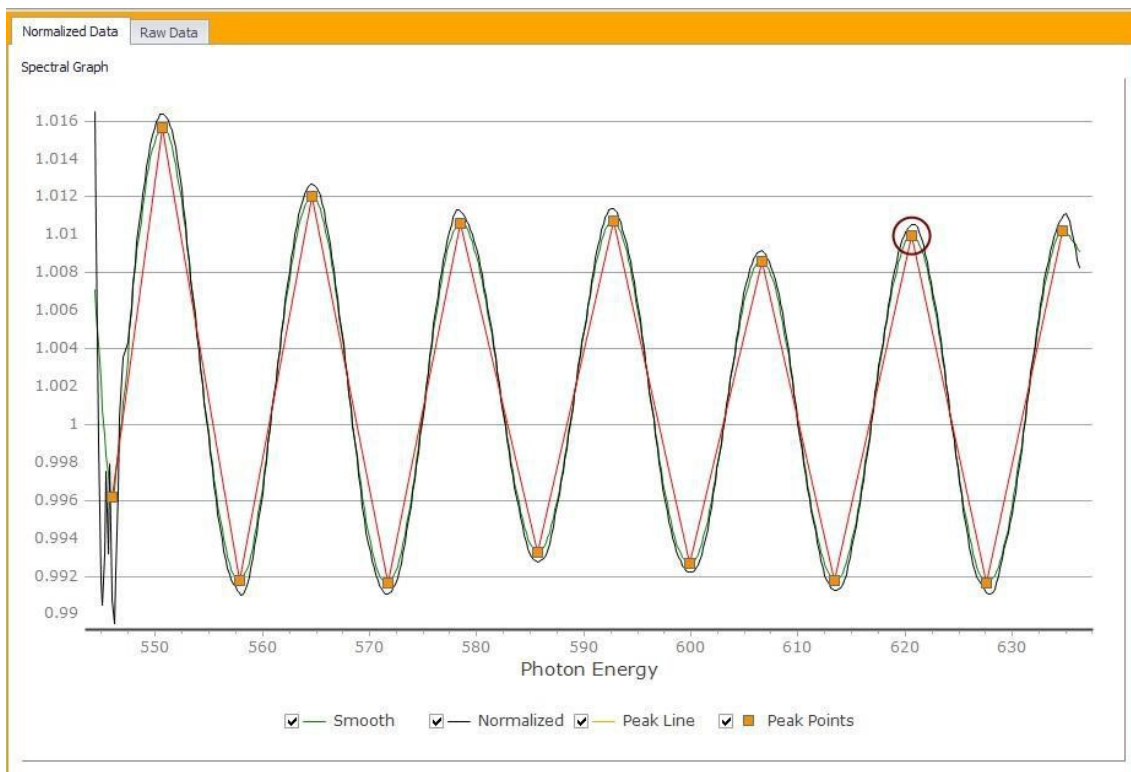 Normalized Data Raw Data
Spectral Graph
1.016
1.014
1.012
1.01
1.008
1.006
1.004
1.002
1
0.998
0.996
0.994
0.992
0.99
550 560 570 580 590 600 610 620 630
Photon Energy
Smooth Normalized Peak Line Peak Points